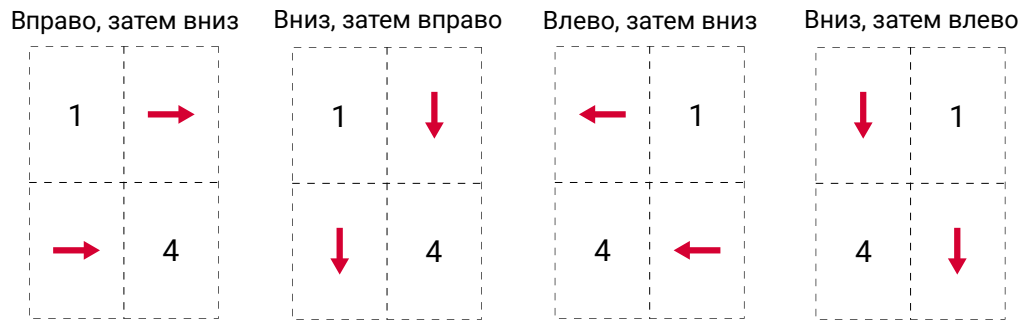 Вправо, затем вниз
Вниз, затем вправо
Влево, затем вниз
Вниз, затем влево
1
1
1
1
4
4
4
4